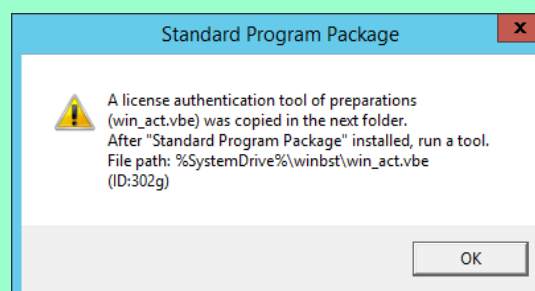 Standard Program Package
x
A license authentication tool of preparations
(win_act.vbe) was copied in the next folder.
After "Standard Program Package" installed, run a tool.
File path: %SystemDrive%\winbst\win_act.vbe
(ID:302g)
OK